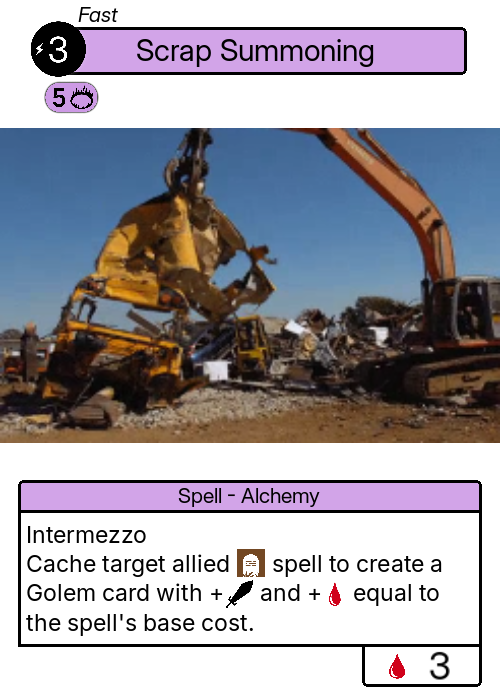 Fast
3
Scrap Summoning
5
Spell - Alchemy
Intermezzo
Cache target allied spell to create a
Golem card with + and + equal to
the spell's base cost.
3